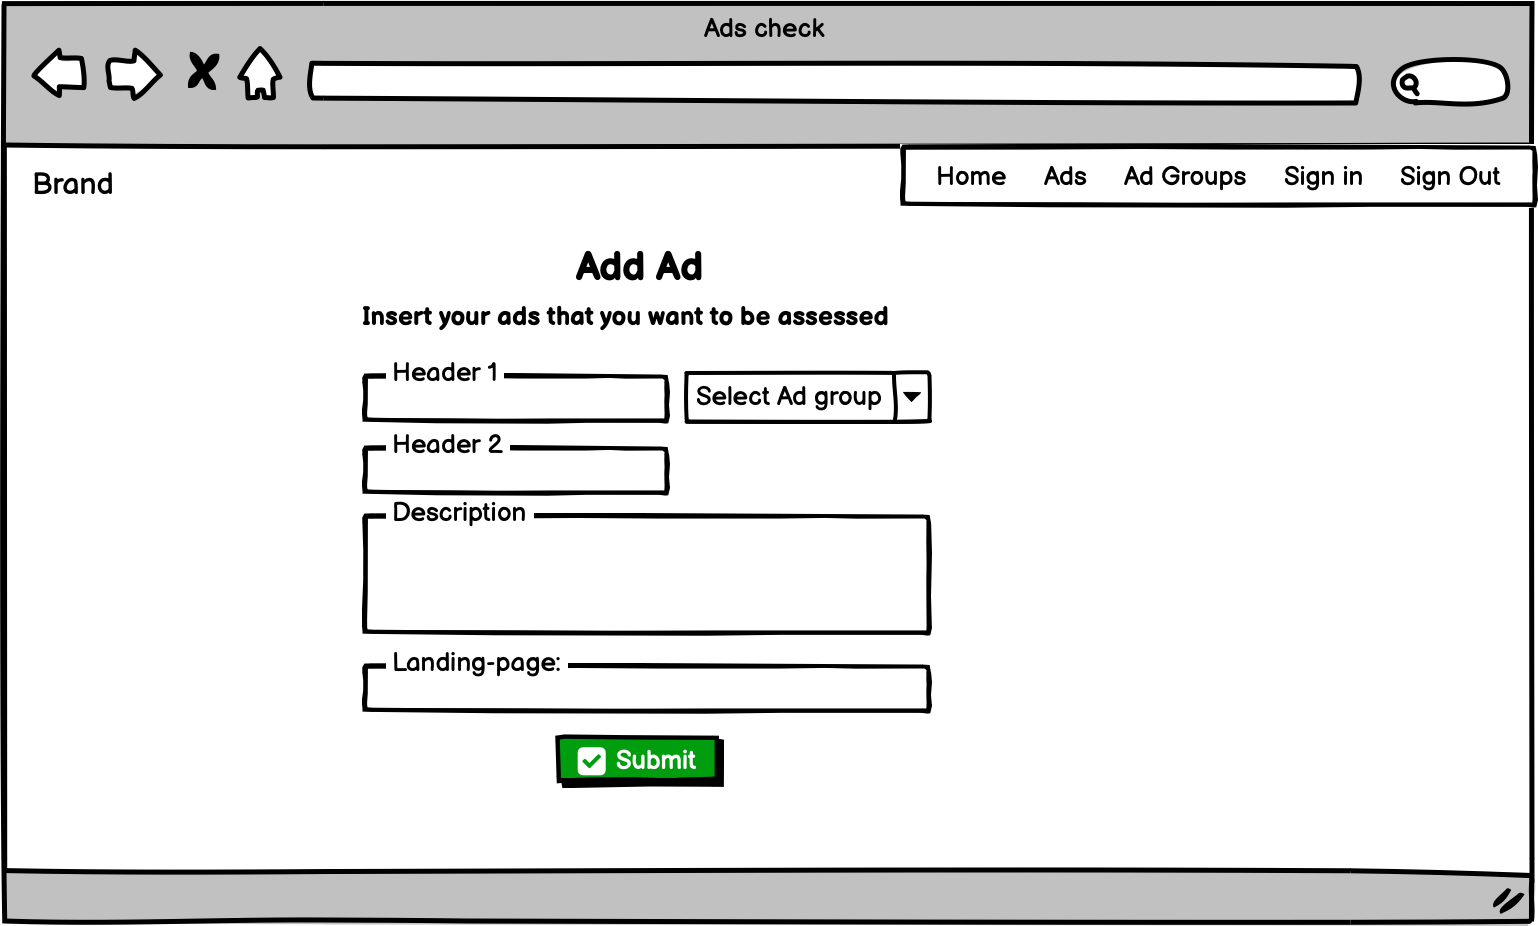 Ads check
Brand
Home Ads Ad Groups Sign in Sign Out
Add Ad
Insert your ads that you want to be assessed
Header 1
Select Ad group
Header 2
Description
Landing-page:
Submit